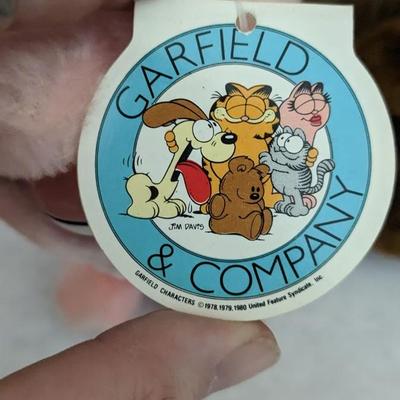 GARFIELD
& COMPANY
JIM DAVIS
GARFIELD CHARACTERS ©1978,1979,1980 United Feature Syndicate, Inc.